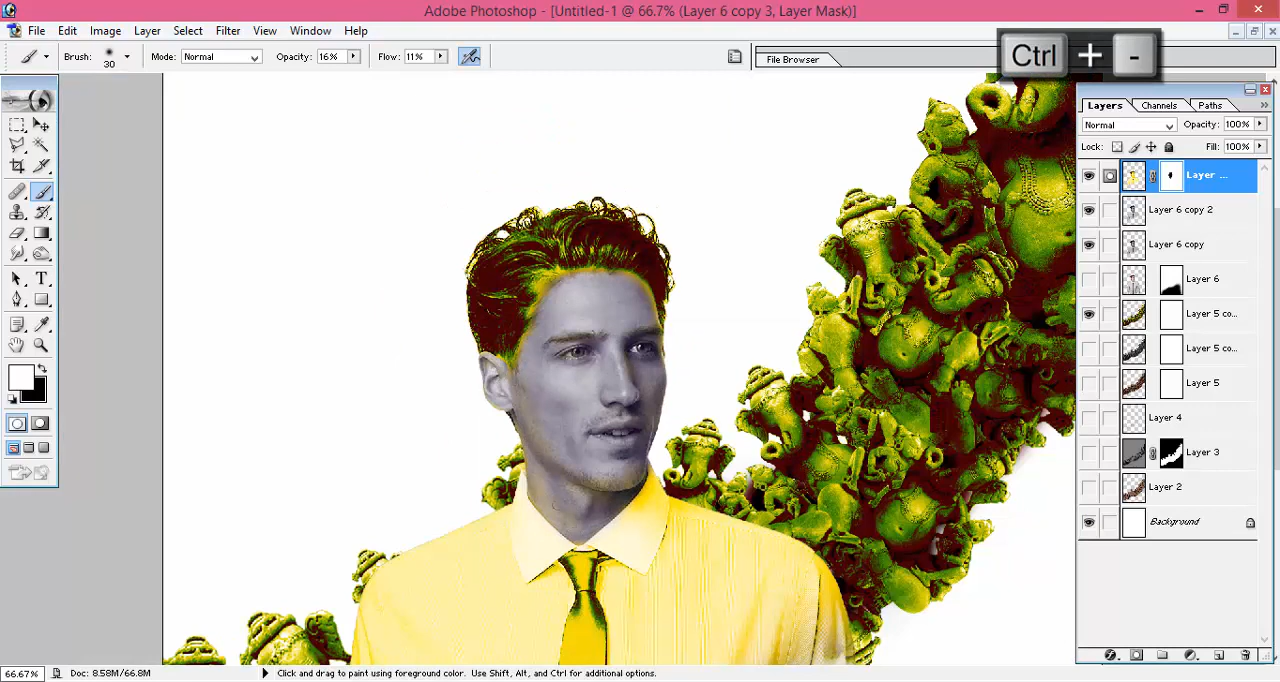 Adobe Photoshop - [Untitled-1 @ 66.7% (Layer 6 copy 3, Layer Mask)]
File Edit Image Layer Select Filter View Window Help
Ctrl + -
Brush: 30 Mode: Normal Opacity: 16% Flow: 11% File Browser
Layers Channels Paths
Normal Opacity: 100%
Lock: Fill: 100%
Layer ...
Layer 6 copy 2
Layer 6 copy
Layer 6
Layer 5 co...
Layer 5 co...
Layer 5
Layer 4
Layer 3
Layer 2
Background
T
66.67% Doc: 8.58M/66.8M Click and drag to paint using foreground color. Use Shift, Alt, and Ctrl for additional options.